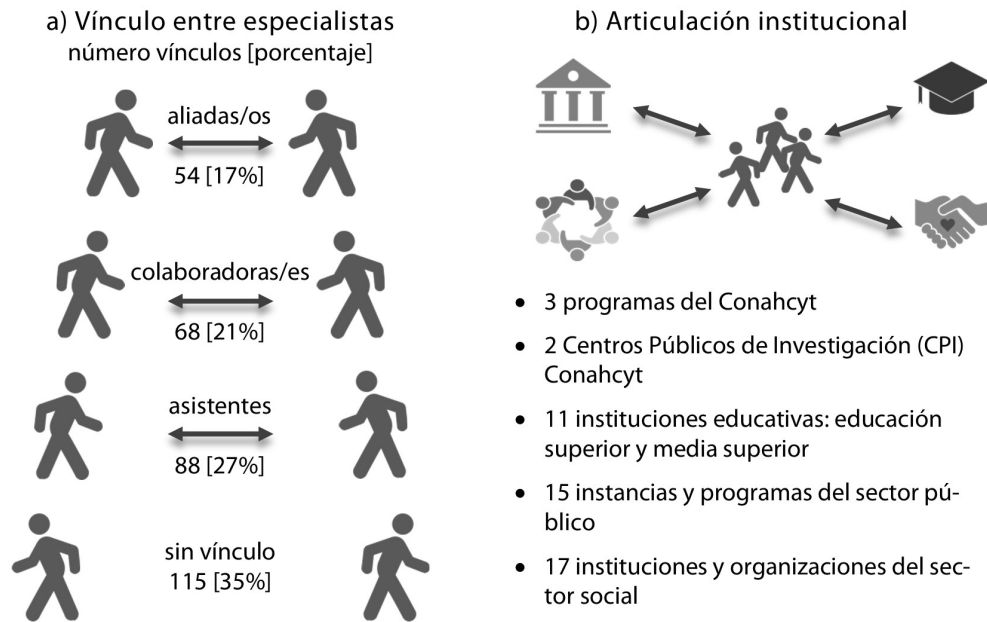 a) Vínculo entre especialistas
número vínculos [porcentaje]
aliadas/os
54 [17%]
colaboradoras/es
68 [21%]
asistentes
88 [27%]
sin vínculo
115 [35%]
b) Articulación institucional
• 3 programas del Conahcyt
• 2 Centros Públicos de Investigación (CPI)
Conahcyt
• 11 instituciones educativas: educación
superior y media superior
• 15 instancias y programas del sector pú-
blico
• 17 instituciones y organizaciones del sec-
tor social